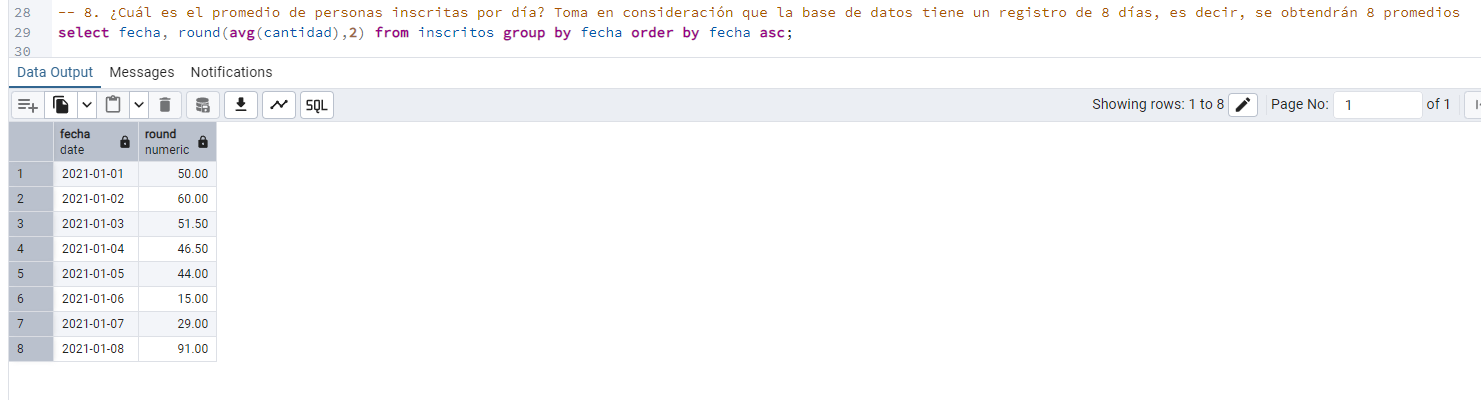 28 -- 8. ¿Cuál es el promedio de personas inscritas por día? Toma en consideración que la base de datos tiene un registro de 8 días, es decir, se obtendrán 8 promedios
29 select fecha, round(avg(cantidad),2) from inscritos group by fecha order by fecha asc;
30
Data Output Messages Notifications
SQL Showing rows: 1 to 8 Page No: 1 of 1
fecha round
date numeric
1 2021-01-01 50.00
2 2021-01-02 60.00
3 2021-01-03 51.50
4 2021-01-04 46.50
5 2021-01-05 44.00
6 2021-01-06 15.00
7 2021-01-07 29.00
8 2021-01-08 91.00